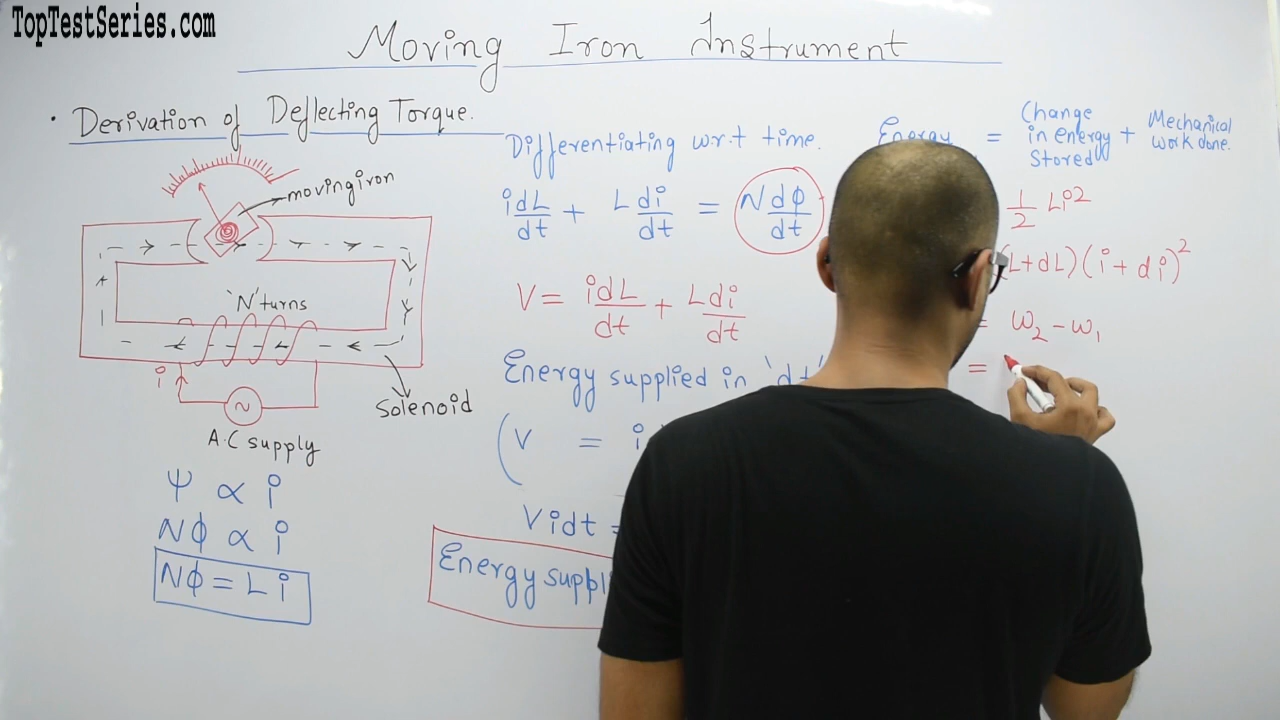 TopTestSeries.com
Moving Iron Instrument
· Derivation of Deflecting Torque.
moving iron
'N' turns
i
~
Solenoid
A.C supply
Ψ ∝ i
Nϕ ∝ i
Nϕ = L i
Differentiating w.r.t time.
i dL/dt + L di/dt = N dϕ/dt
V = i dL/dt + L di/dt
Energy supplied in 'dt'
( V = i
Vidt =
Energy suppli
Energy = Change in energy Stored + Mechanical work done.
1/2 Li²
(L+dL)(i+di)²
= W₂ - W₁
=